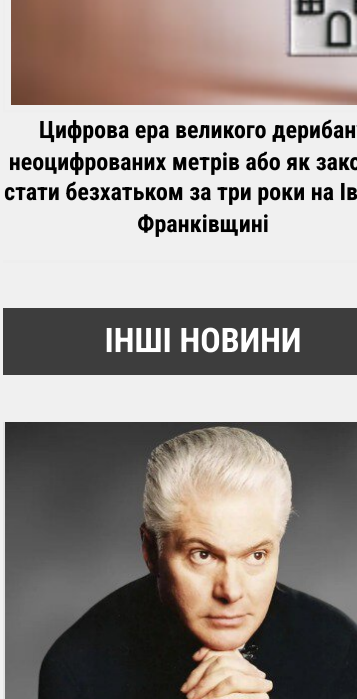 Цифрова ера великого дерибан
неоцифрованих метрів або як зако
стати безхатьком за три роки на Ів
Франківщині
ІНШІ НОВИНИ